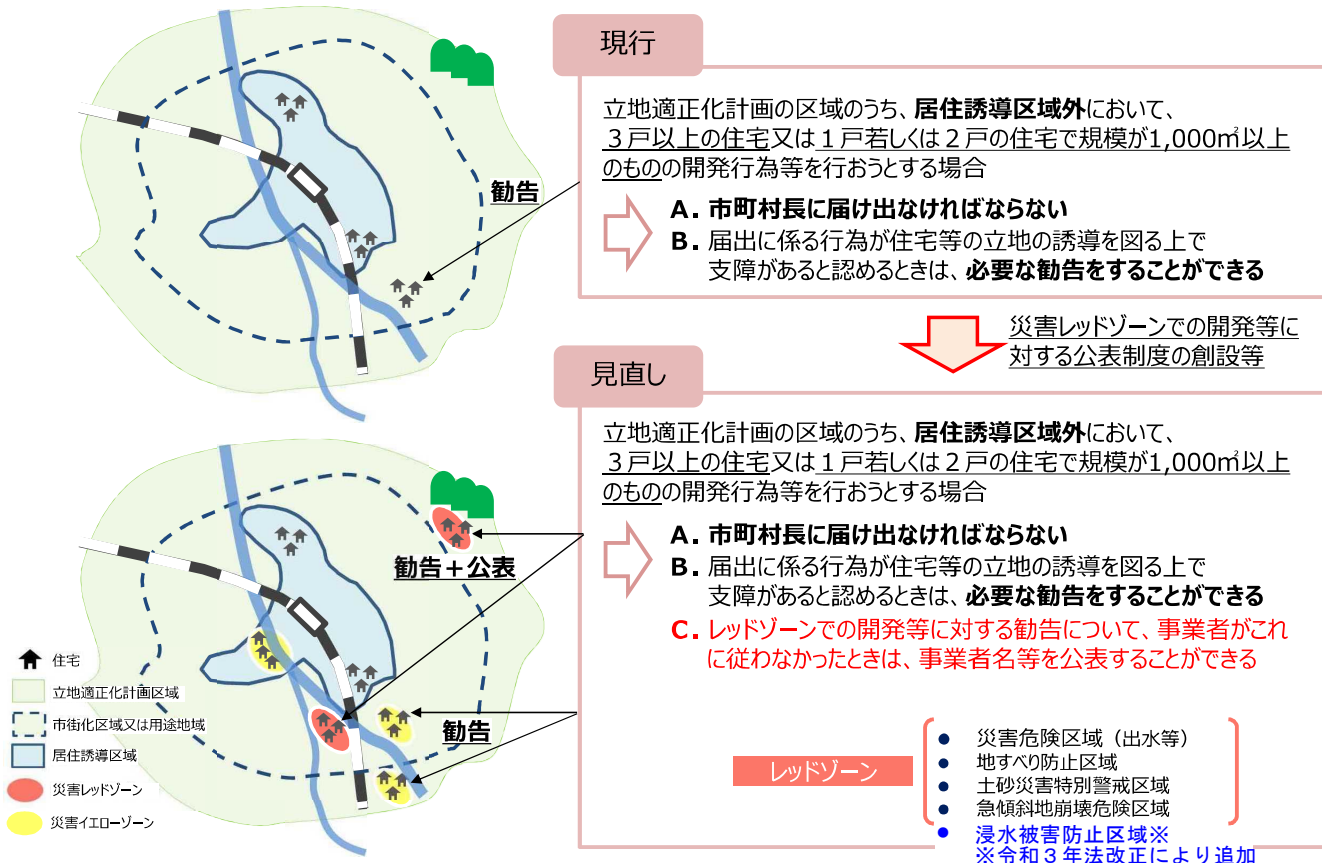 現行
立地適正化計画の区域のうち、居住誘導区域外において、
３戸以上の住宅又は１戸若しくは２戸の住宅で規模が1,000㎡以上
のものの開発行為等を行おうとする場合
A. 市町村長に届け出なければならない
B. 届出に係る行為が住宅等の立地の誘導を図る上で
支障があると認めるときは、必要な勧告をすることができる
勧告
災害レッドゾーンでの開発等に
対する公表制度の創設等
見直し
立地適正化計画の区域のうち、居住誘導区域外において、
３戸以上の住宅又は１戸若しくは２戸の住宅で規模が1,000㎡以上
のものの開発行為等を行おうとする場合
A. 市町村長に届け出なければならない
B. 届出に係る行為が住宅等の立地の誘導を図る上で
支障があると認めるときは、必要な勧告をすることができる
C. レッドゾーンでの開発等に対する勧告について、事業者がこれ
に従わなかったときは、事業者名等を公表することができる
勧告＋公表
勧告
住宅
立地適正化計画区域
市街化区域又は用途地域
居住誘導区域
災害レッドゾーン
災害イエローゾーン
レッドゾーン
● 災害危険区域（出水等）
● 地すべり防止区域
● 土砂災害特別警戒区域
● 急傾斜地崩壊危険区域
● 浸水被害防止区域※
※令和３年法改正により追加